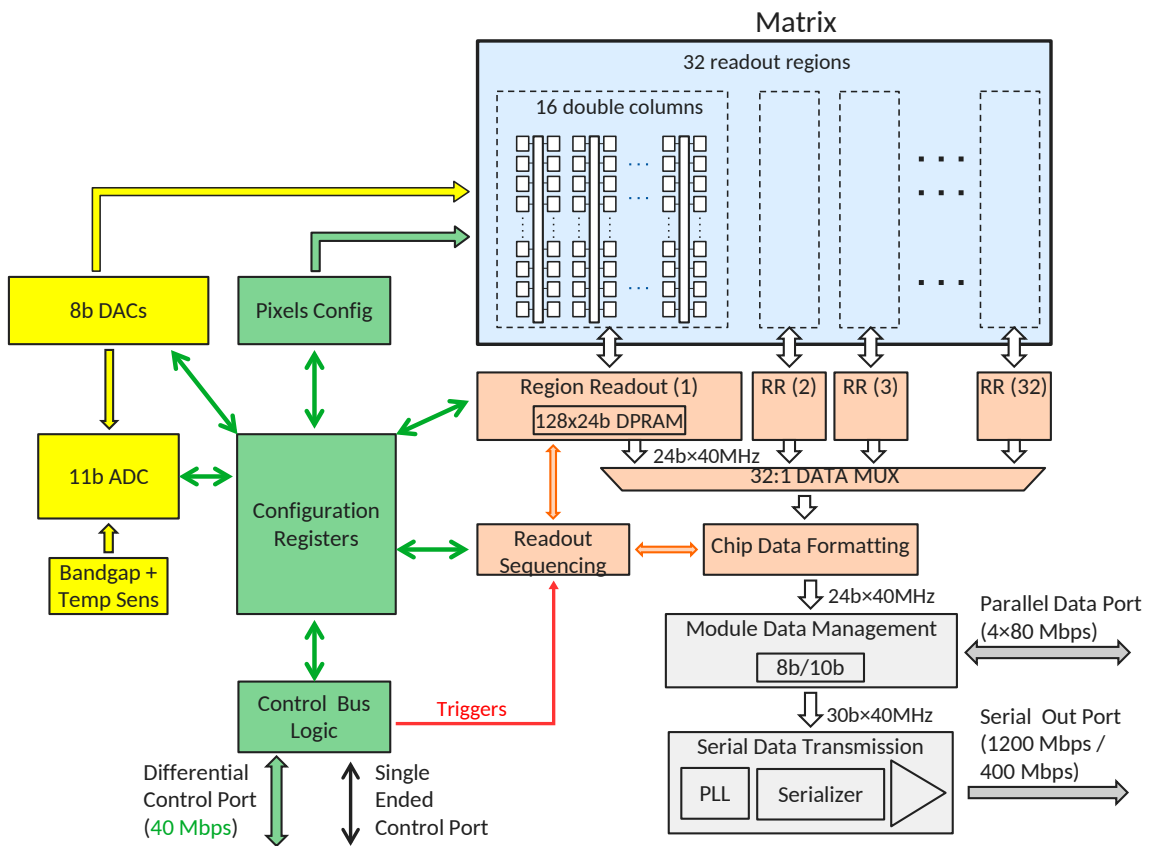 Matrix
32 readout regions
16 double columns
8b DACs
Pixels Config
Region Readout (1)
128x24b DPRAM
RR (2)
RR (3)
RR (32)
24b×40MHz
32:1 DATA MUX
11b ADC
Configuration
Registers
Readout
Sequencing
Chip Data Formatting
Bandgap +
Temp Sens
24b×40MHz
Module Data Management
8b/10b
Parallel Data Port
(4×80 Mbps)
Control Bus
Logic
Triggers
30b×40MHz
Serial Data Transmission
PLL
Serializer
Serial Out Port
(1200 Mbps /
400 Mbps)
Differential
Control Port
(40 Mbps)
Single
Ended
Control Port